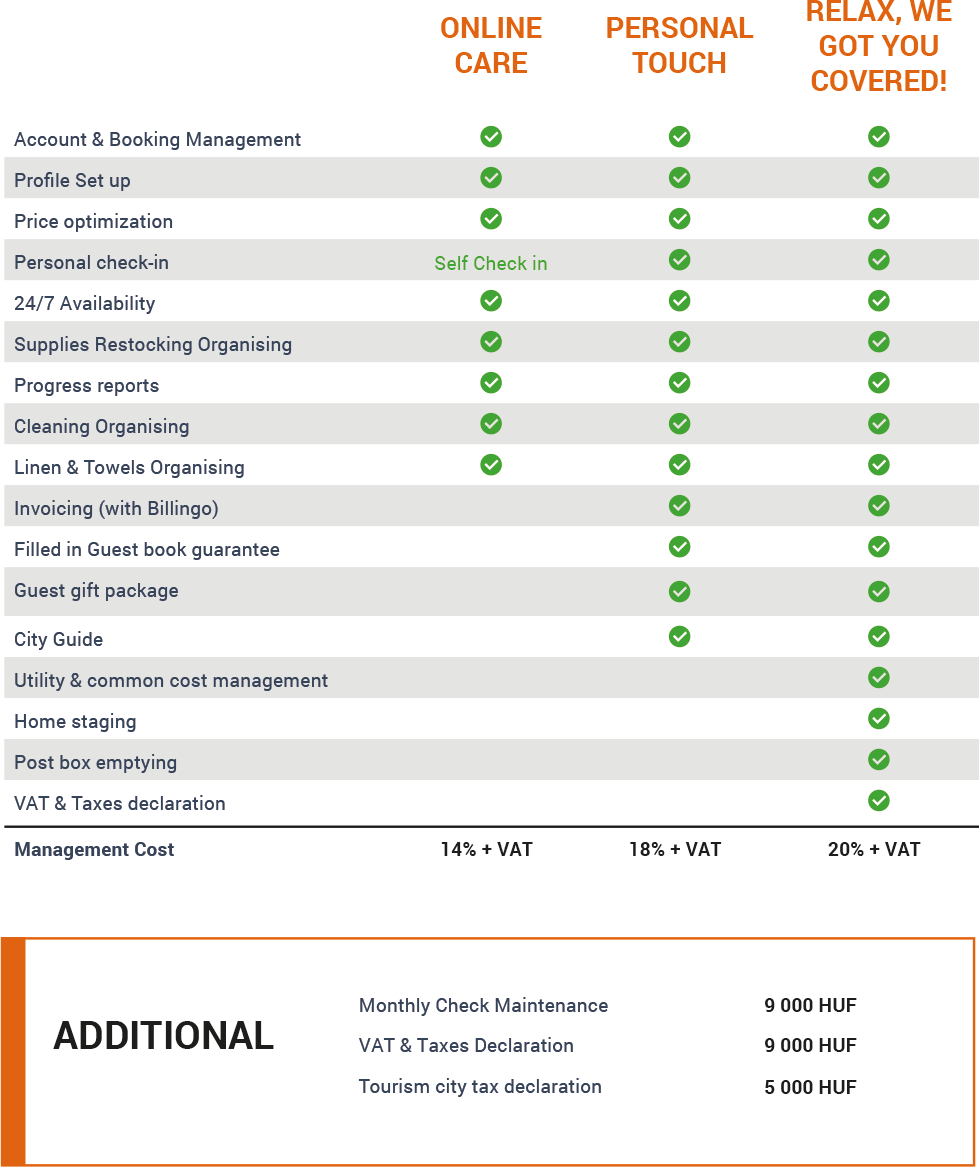 ONLINE CARE
PERSONAL TOUCH
RELAX, WE GOT YOU COVERED!
Account & Booking Management
Profile Set up
Price optimization
Personal check-in Self Check in
24/7 Availability
Supplies Restocking Organising
Progress reports
Cleaning Organising
Linen & Towels Organising
Invoicing (with Billingo)
Filled in Guest book guarantee
Guest gift package
City Guide
Utility & common cost management
Home staging
Post box emptying
VAT & Taxes declaration
Management Cost 14% + VAT 18% + VAT 20% + VAT
ADDITIONAL
Monthly Check Maintenance 9 000 HUF
VAT & Taxes Declaration 9 000 HUF
Tourism city tax declaration 5 000 HUF